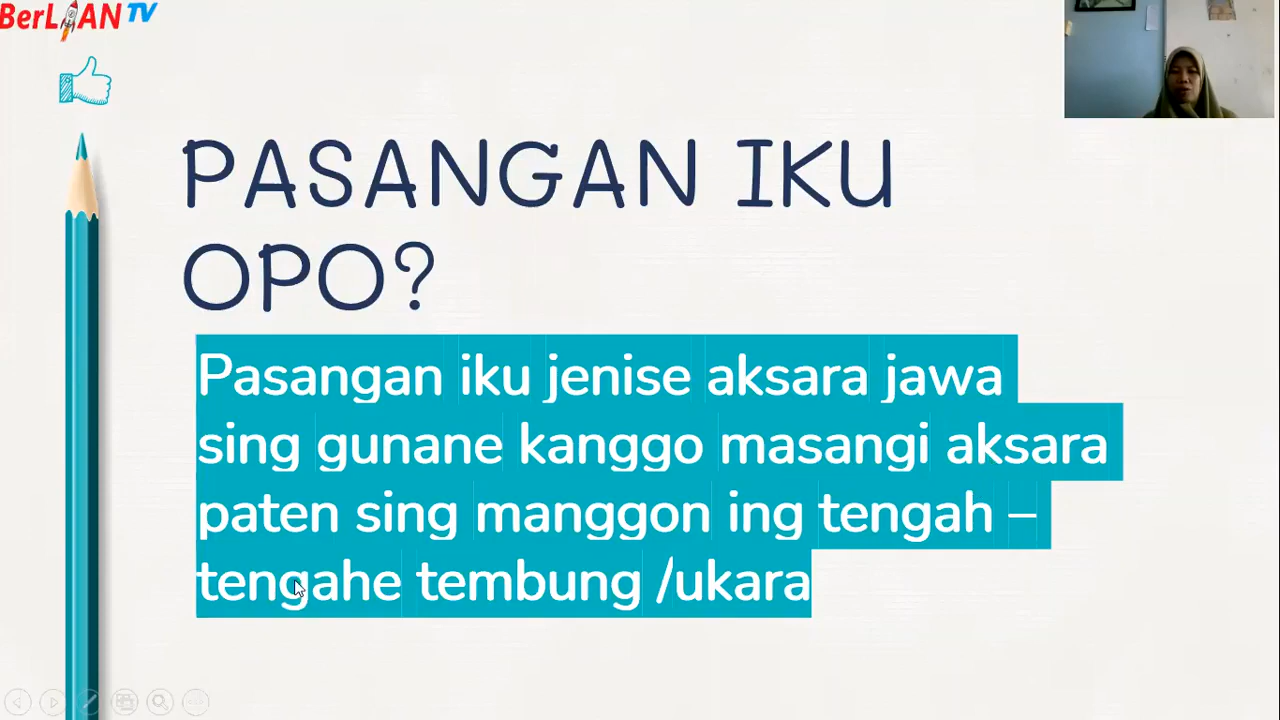 BerLIAN TV
PASANGAN IKU
OPO?
Pasangan iku jenise aksara jawa
sing gunane kanggo masangi aksara
paten sing manggon ing tengah –
tengahe tembung /ukara